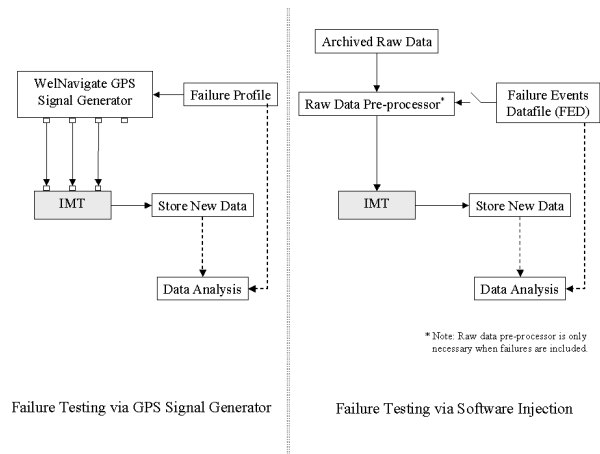 WelNavigate GPS
Signal Generator
Failure Profile
IMT
Store New Data
Data Analysis
Failure Testing via GPS Signal Generator
Archived Raw Data
Raw Data Pre-processor*
Failure Events
Datafile (FED)
IMT
Store New Data
Data Analysis
* Note: Raw data pre-processor is only
necessary when failures are included.
Failure Testing via Software Injection